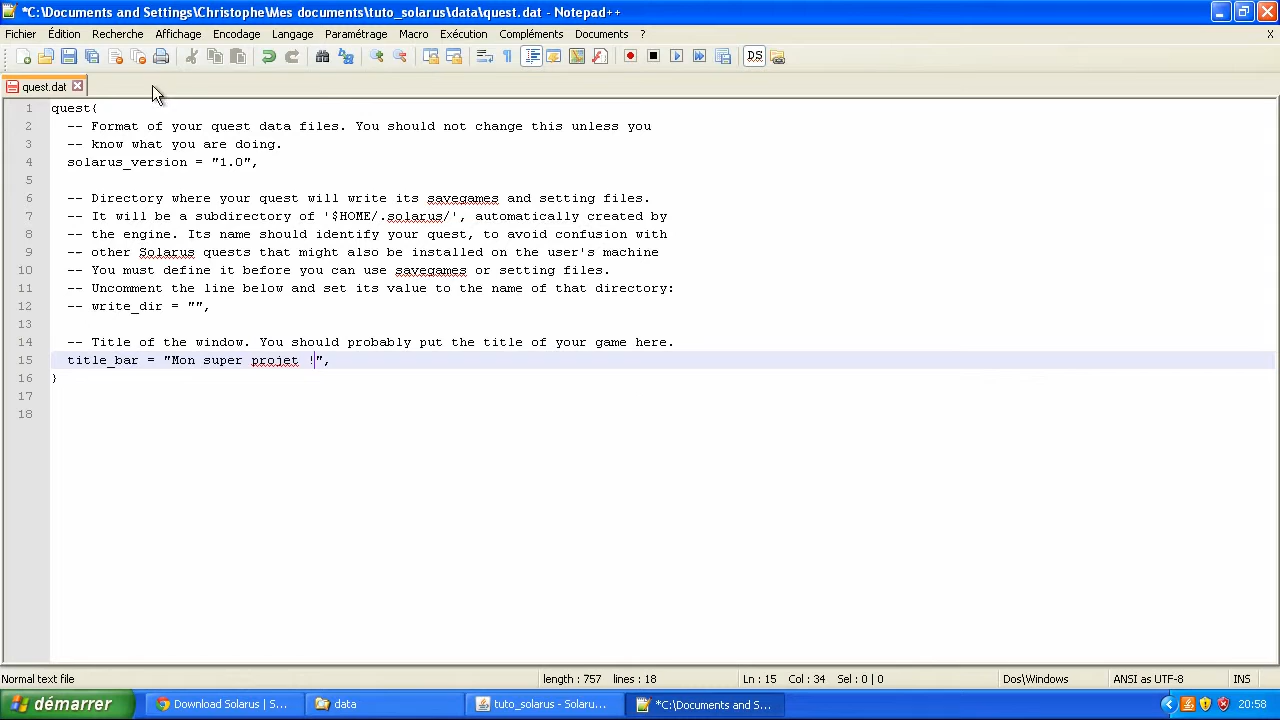 *C:\Documents and Settings\Christophe\Mes documents\tuto_solarus\data\quest.dat - Notepad++
Fichier Édition Recherche Affichage Encodage Langage Paramétrage Macro Exécution Compléments Documents ? X
quest.dat
1 quest{
2 -- Format of your quest data files. You should not change this unless you
3 -- know what you are doing.
4 solarus_version = "1.0",
5
6 -- Directory where your quest will write its savegames and setting files.
7 -- It will be a subdirectory of '$HOME/.solarus/', automatically created by
8 -- the engine. Its name should identify your quest, to avoid confusion with
9 -- other Solarus quests that might also be installed on the user's machine
10 -- You must define it before you can use savegames or setting files.
11 -- Uncomment the line below and set its value to the name of that directory:
12 -- write_dir = "",
13
14 -- Title of the window. You should probably put the title of your game here.
15 title_bar = "Mon super projet !",
16 }
17
18
Normal text file length : 757 lines : 18 Ln : 15 Col : 34 Sel : 0 | 0 Dos\Windows ANSI as UTF-8 INS
démarrer Download Solarus | S... data tuto_solarus - Solaru... *C:\Documents and S... 20:58